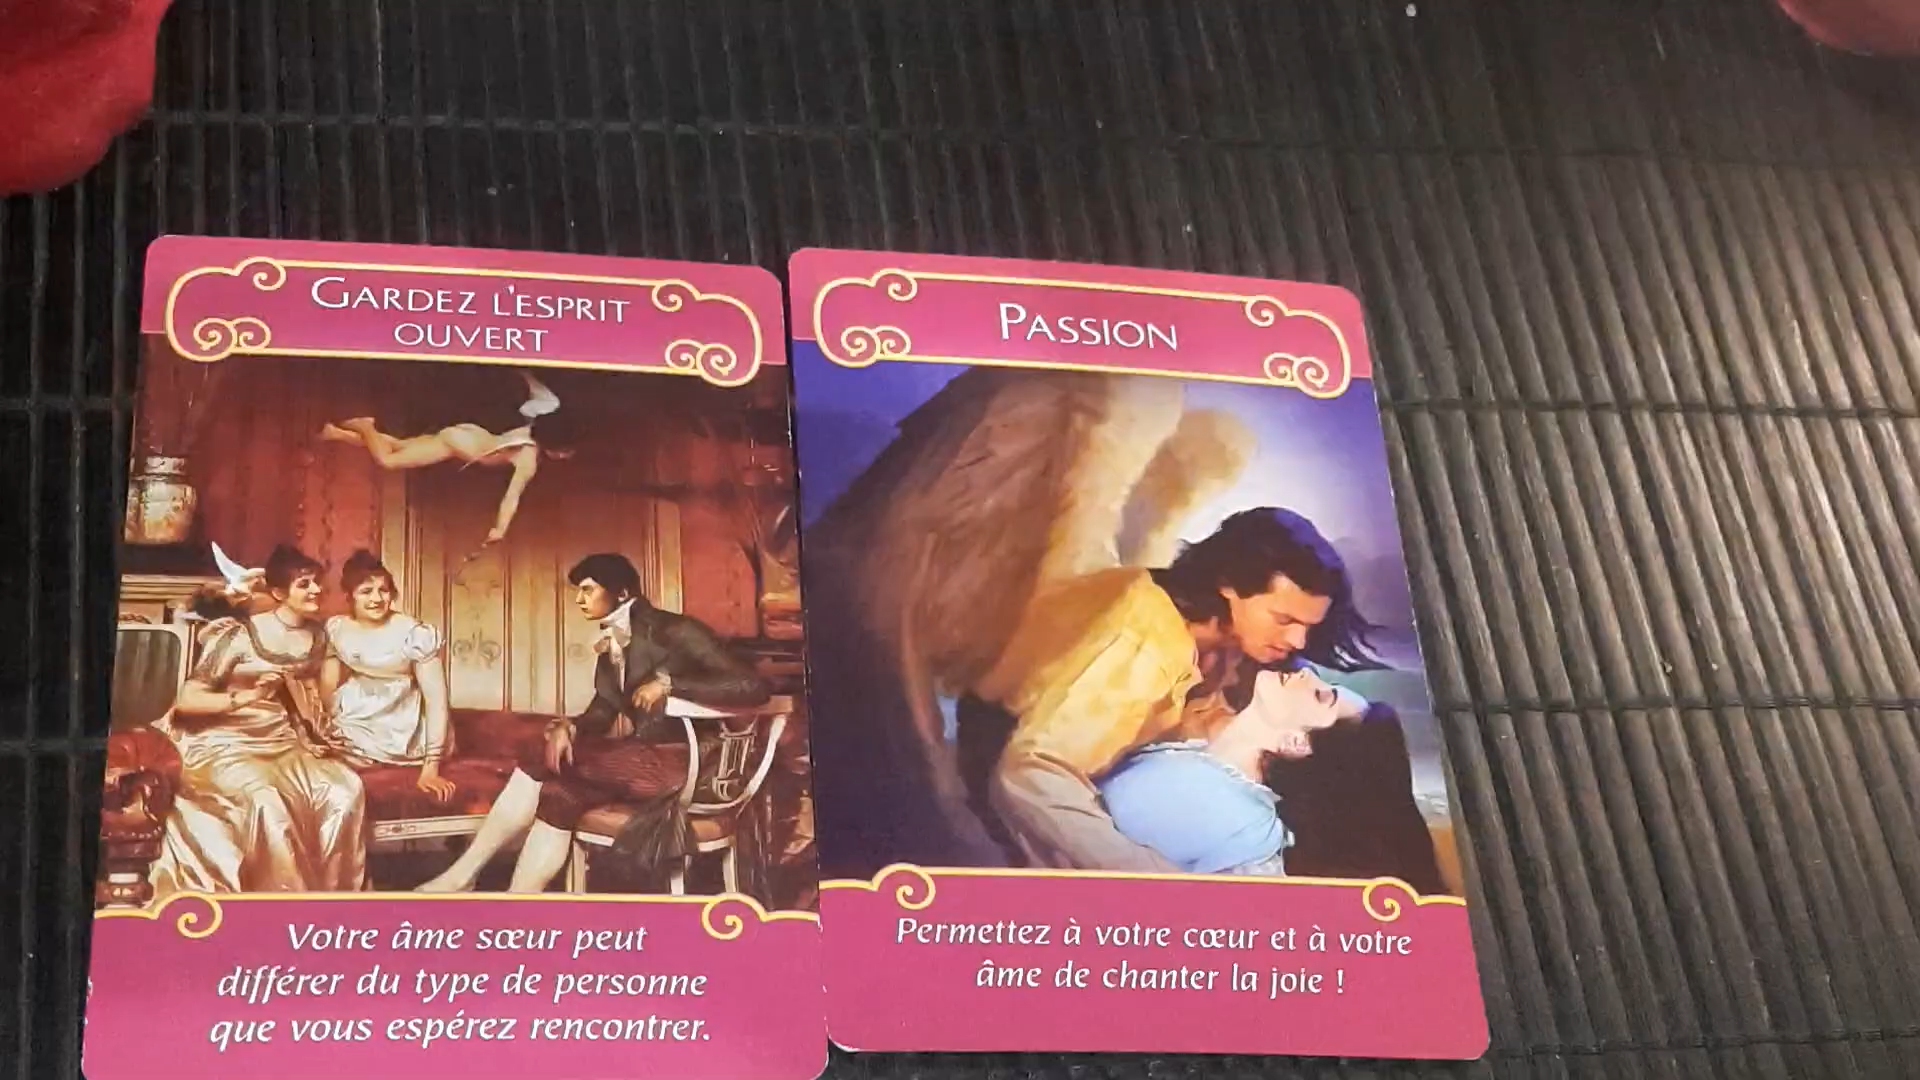 GARDEZ L'ESPRIT
OUVERT
Votre âme sœur peut
différer du type de personne
que vous espérez rencontrer.
PASSION
Permettez à votre cœur et à votre
âme de chanter la joie !